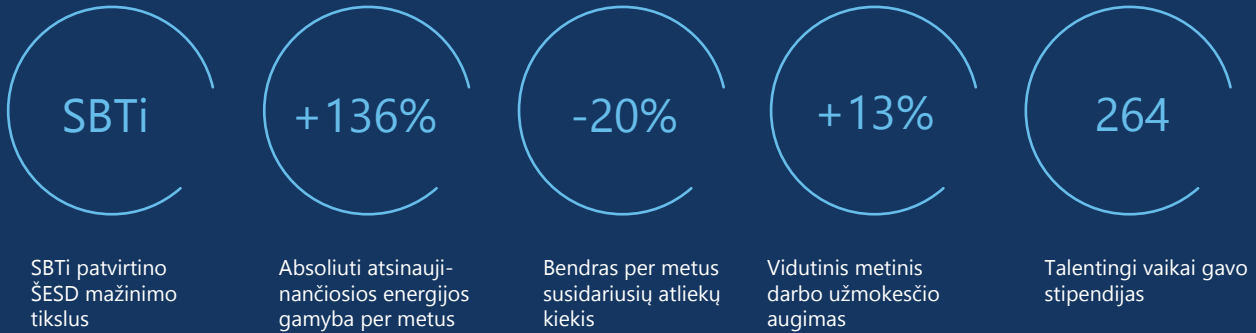 SBTi
+136%
-20%
+13%
264
SBTi patvirtino
ŠESD mažinimo
tikslus
Absoliuti atsinauji-
nančiosios energijos
gamyba per metus
Bendras per metus
susidariusių atliekų
kiekis
Vidutinis metinis
darbo užmokesčio
augimas
Talentingi vaikai gavo
stipendijas